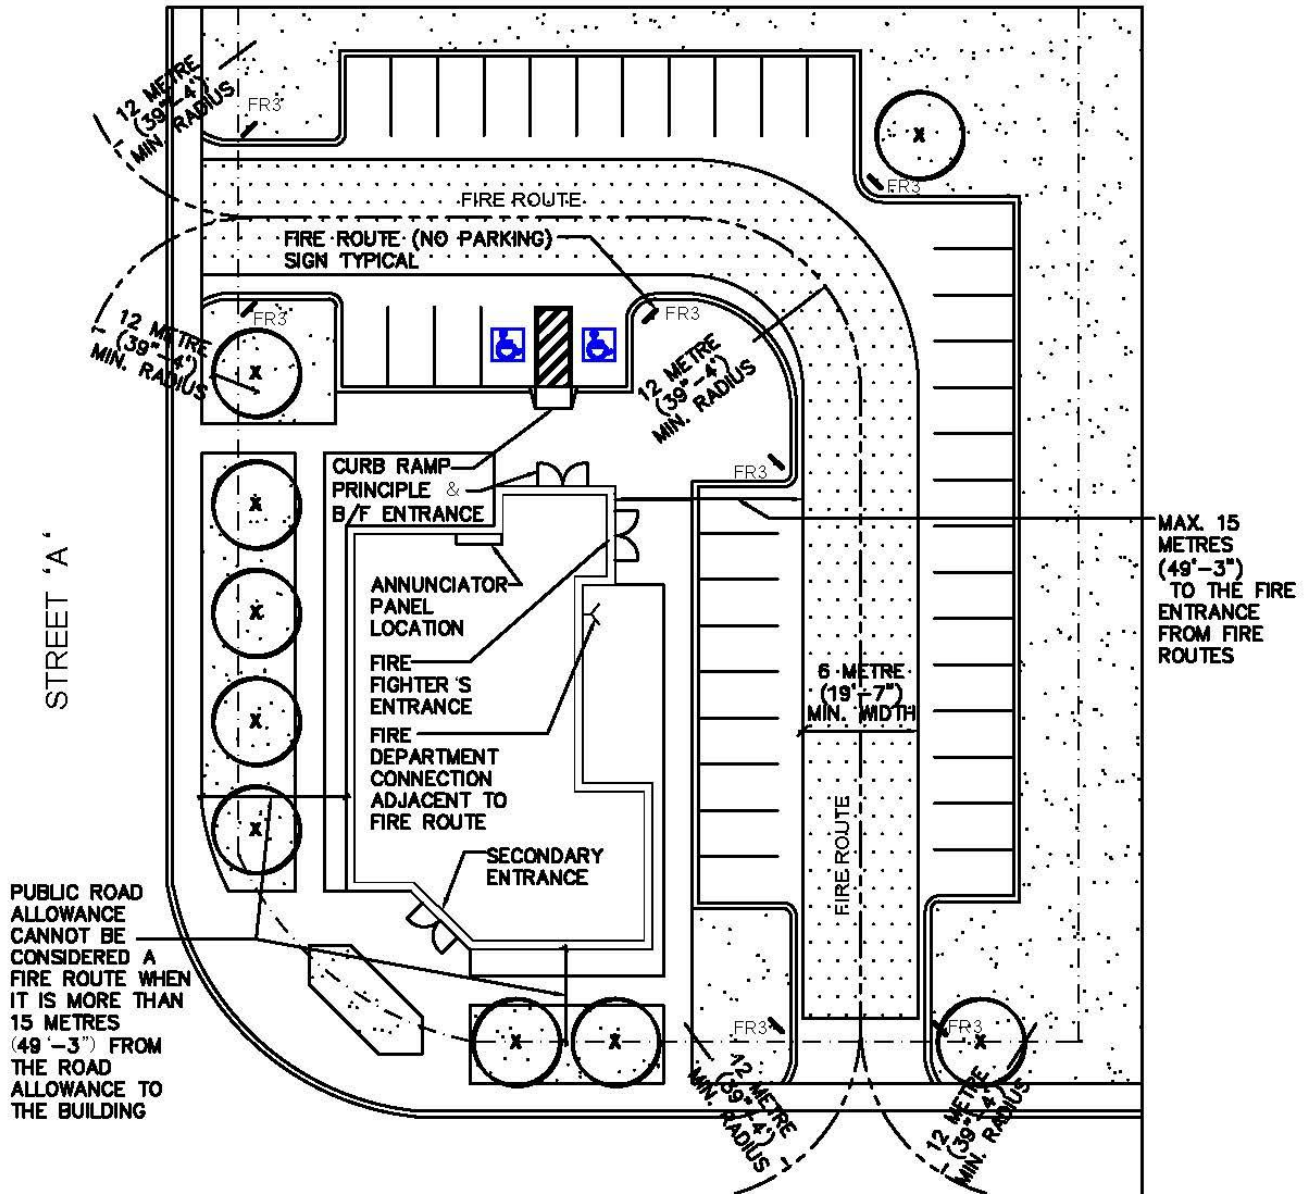 12 METRE
(39"-4')
MIN. RADIUS
FR3
FR3
FIRE ROUTE
FIRE ROUTE (NO PARKING)
SIGN TYPICAL
12 METRE
(39"-4')
MIN. RADIUS
FR3
FR3
12 METRE
(39"-4")
MIN. RADIUS
FR3
CURB RAMP
PRINCIPLE &
B/F ENTRANCE
ANNUNCIATOR
PANEL
LOCATION
FIRE
FIGHTER'S
ENTRANCE
FIRE
DEPARTMENT
CONNECTION
ADJACENT TO
FIRE ROUTE
SECONDARY
ENTRANCE
MAX. 15
METRES
(49'-3")
TO THE FIRE
ENTRANCE
FROM FIRE
ROUTES
6 METRE
(19'-7")
MIN. WIDTH
FIRE ROUTE
STREET 'A'
PUBLIC ROAD
ALLOWANCE
CANNOT BE
CONSIDERED A
FIRE ROUTE WHEN
IT IS MORE THAN
15 METRES
(49'-3") FROM
THE ROAD
ALLOWANCE TO
THE BUILDING
FR3
FR3
12 METRE
(39"-4')
MIN. RADIUS
12 METRE
(39"-4')
MIN. RADIUS
X
X
X
X
X
X
X
X
X